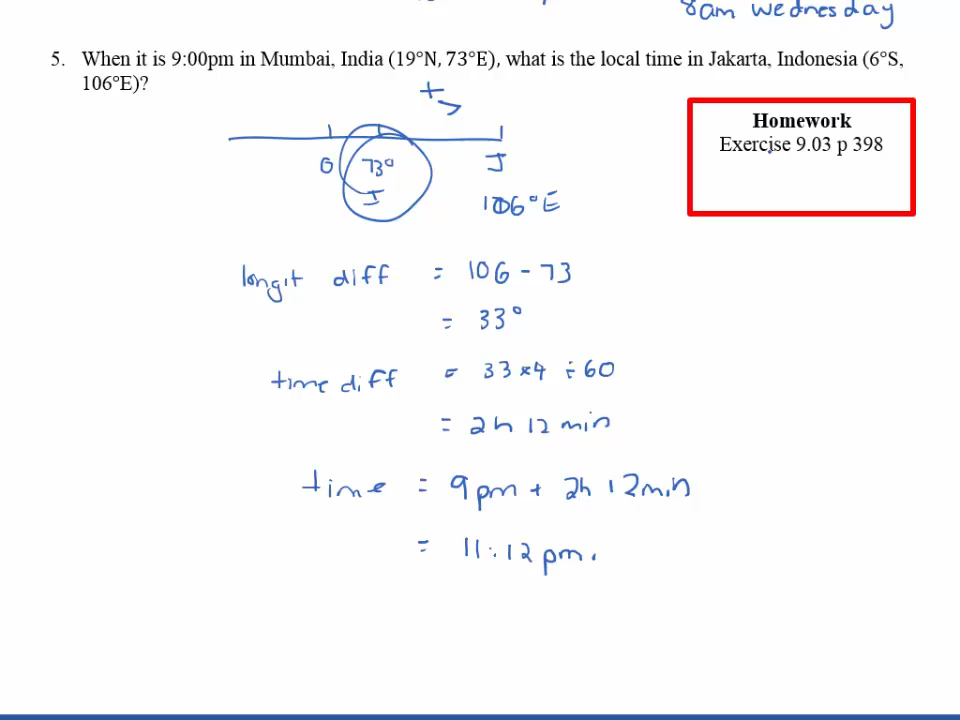 8am wednesday
5. When it is 9:00pm in Mumbai, India (19°N, 73°E), what is the local time in Jakarta, Indonesia (6°S,
106°E)?
+
Homework
Exercise 9.03 p 398
0 73° J
I 106°E
longit diff = 106 - 73
= 33°
time diff = 33 × 4 ÷ 60
= 2h 12 min
time = 9pm + 2h 12min
= 11:12 pm.